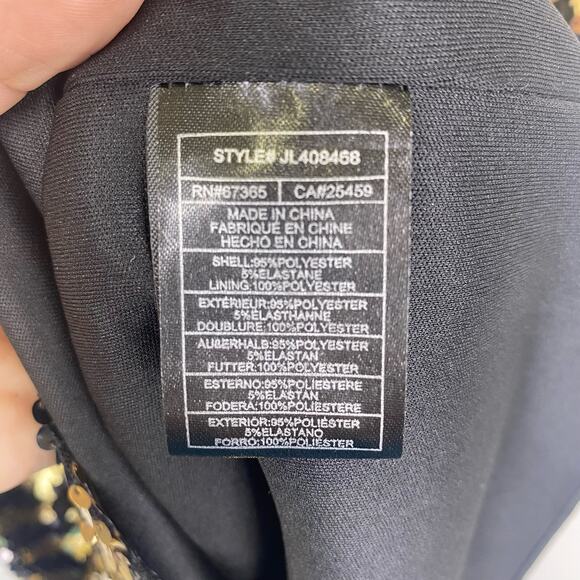 STYLE# JL408468
RN#67365 CA#25459
MADE IN CHINA
FABRIQUÉ EN CHINE
HECHO EN CHINA
SHELL:95%POLYESTER
5%ELASTANE
LINING:100%POLYESTER
EXTÉRIEUR:95%POLYESTER
5%ÉLASTHANNE
DOUBLURE:100%POLYESTER
AUßERHALB:95%POLYESTER
5%ELASTAN
FUTTER:100%POLYESTER
ESTERNO:95%POLIESTERE
5%ELASTAN
FODERA:100%POLIESTERE
EXTERIOR:95%POLIÉSTER
5%ELASTANO
FORRO:100%POLIÉSTER